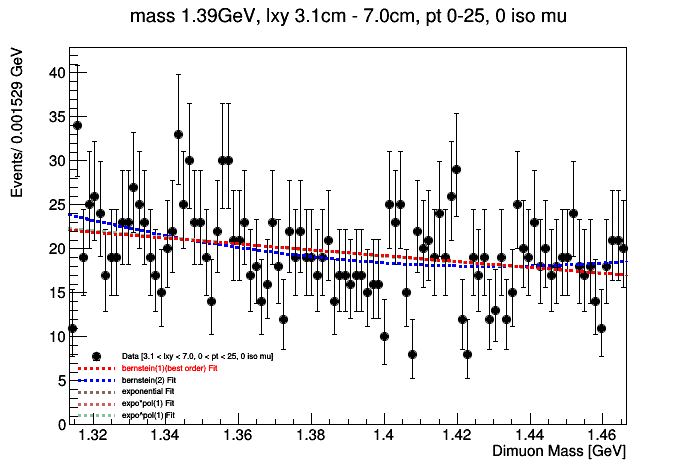 mass 1.39GeV, lxy 3.1cm - 7.0cm, pt 0-25, 0 iso mu
Events/ 0.001529 GeV
40
35
30
25
20
15
10
5
0
Data [3.1 < lxy < 7.0, 0 < pt < 25, 0 iso mu]
bernstein(1)(best order) Fit
bernstein(2) Fit
exponential Fit
expo*pol(1) Fit
expo^pol(1) Fit
1.32 1.34 1.36 1.38 1.4 1.42 1.44 1.46
Dimuon Mass [GeV]